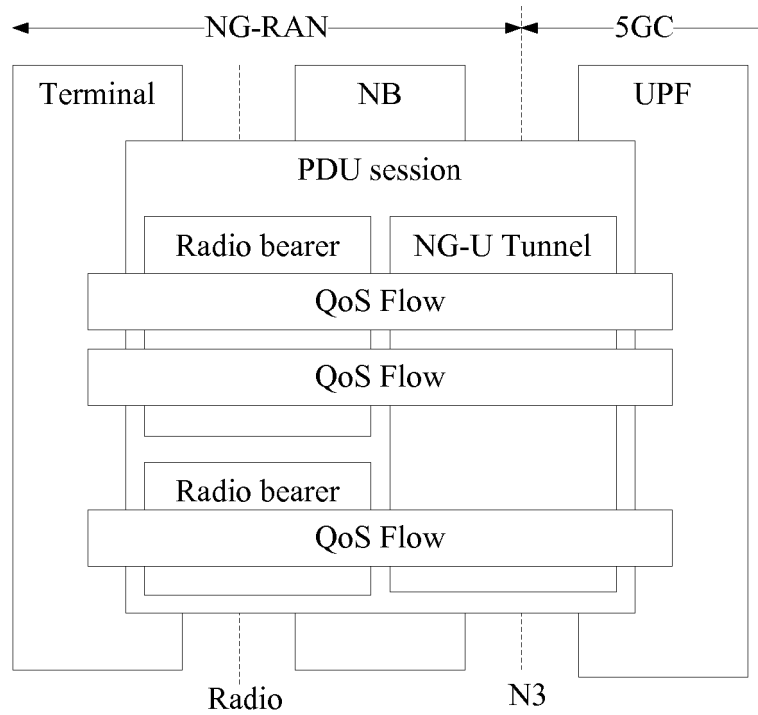 NG-RAN
5GC
Terminal
NB
UPF
PDU session
Radio bearer
NG-U Tunnel
QoS Flow
QoS Flow
Radio bearer
QoS Flow
Radio
N3